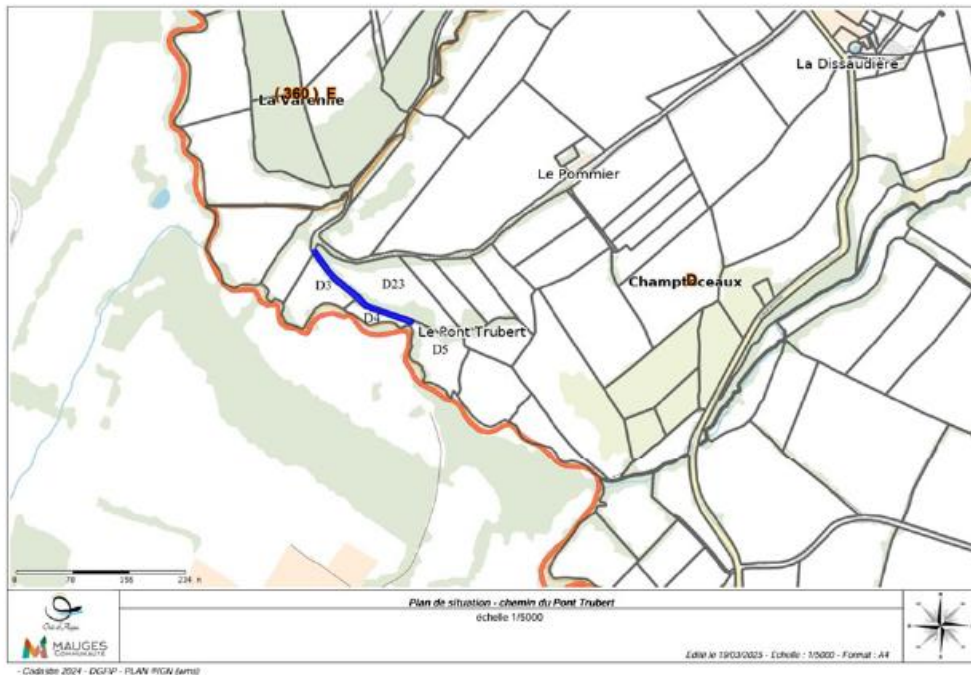 La Dissaudière
( 360 ) E
La Varenne
Le Pommier
D
Champtoceaux
D3
D23
D4
Le Pont Trubert
D5
0 78 156 234 m
Plan de situation - chemin du Pont Trubert
échelle 1/5000
MAUGES
COMMUNAUTÉ
Edité le 19/03/2025 - Echelle : 1/5000 - Format : A4
- Cadastre 2024 - DGFIP - PLAN IGN (wms)